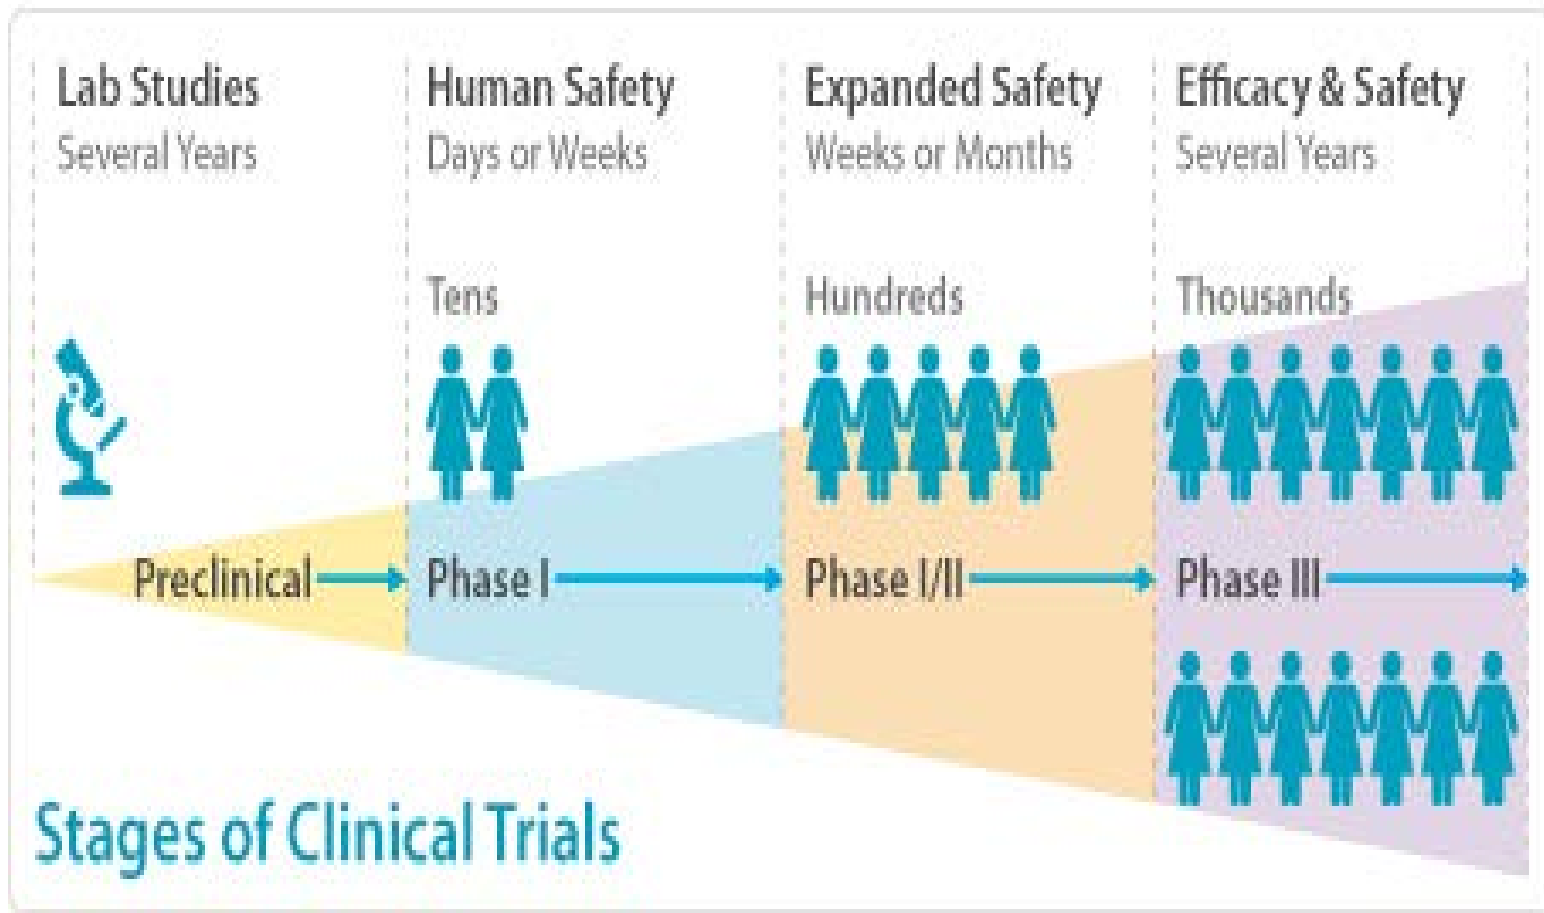 Lab Studies
Several Years
Human Safety
Days or Weeks
Tens
Expanded Safety
Weeks or Months
Hundreds
Efficacy & Safety
Several Years
Thousands
Preclinical
Phase I
Phase I/II
Phase III
Stages of Clinical Trials